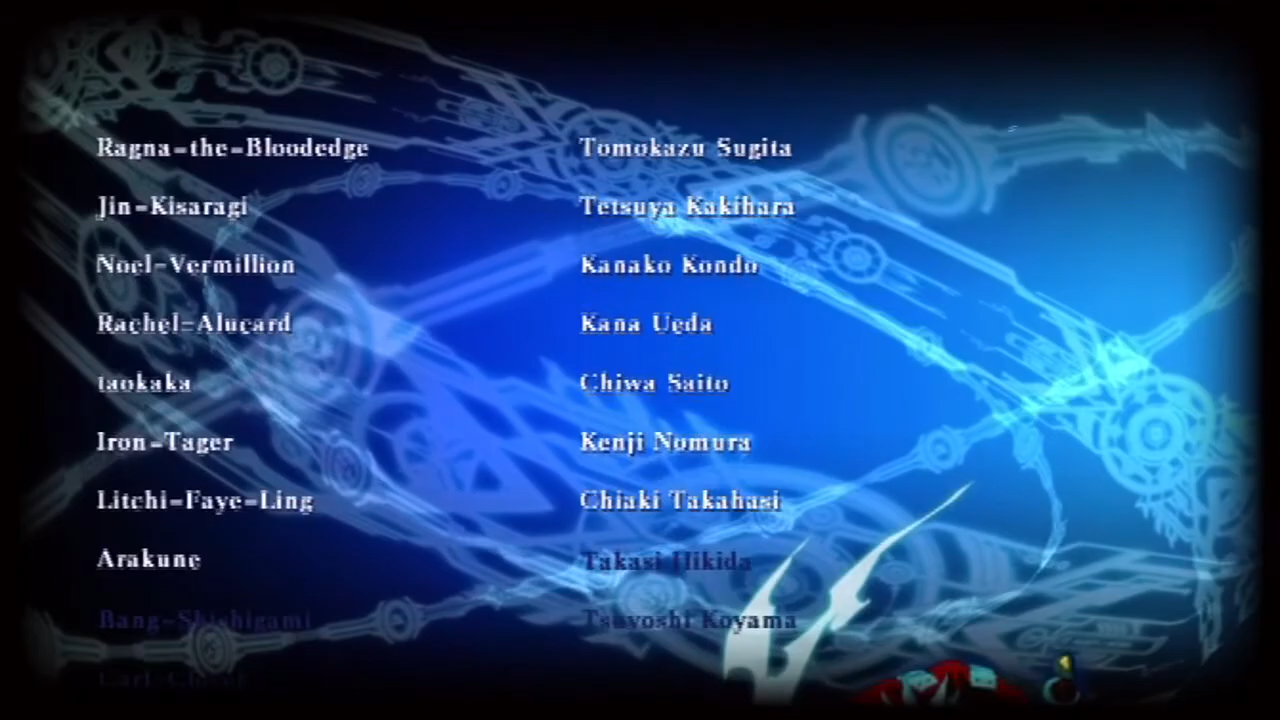 Ragna-the-Bloodedge Tomokazu Sugita
Jin-Kisaragi Tetsuya Kakihara
Noel-Vermillion Kanako Kondo
Rachel-Alucard Kana Ueda
taokaka Chiwa Saito
Iron-Tager Kenji Nomura
Litchi-Faye-Ling Chiaki Takahasi
Arakune Takasi Hikida
Bang-Shishigami Tsuyoshi Koyama
Carl